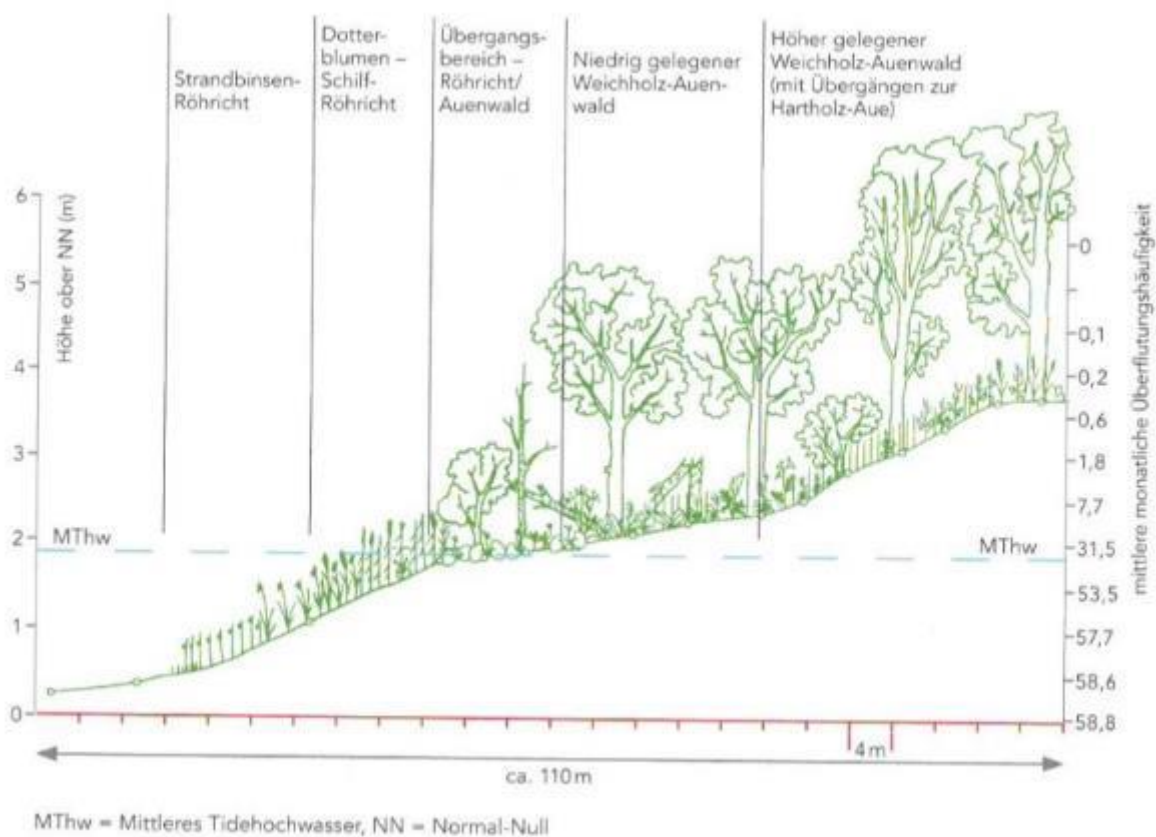 Strandbinsen-
Röhricht
Dotter-
blumen –
Schilf-
Röhricht
Übergangs-
bereich –
Röhricht/
Auenwald
Niedrig gelegener
Weichholz-Auen-
wald
Höher gelegener
Weichholz-Auenwald
(mit Übergängen zur
Hartholz-Aue)
Höhe ober NN (m)
6
5
4
3
2
1
0
MThw
MThw
0
0,1
0,2
0,6
1,8
7,7
31,5
53,5
57,7
58,6
58,8
mittlere monatliche Überflutungshäufigkeit
4 m
ca. 110 m
MThw = Mittleres Tidehochwasser, NN = Normal-Null